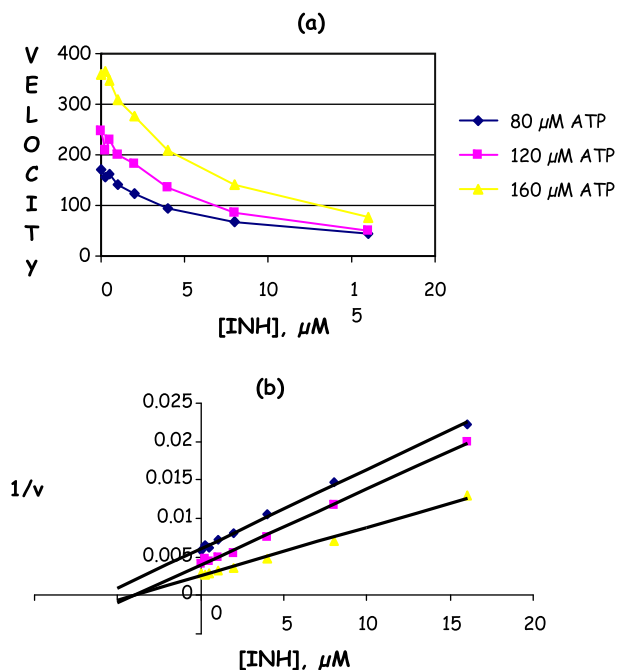 (a)
VELOCITY
400
300
200
100
0
0 5 10 15 20
[INH], µM
80 µM ATP
120 µM ATP
160 µM ATP
(b)
1/v
0.025
0.02
0.015
0.01
0.005
0
0 5 10 15 20
[INH], µM